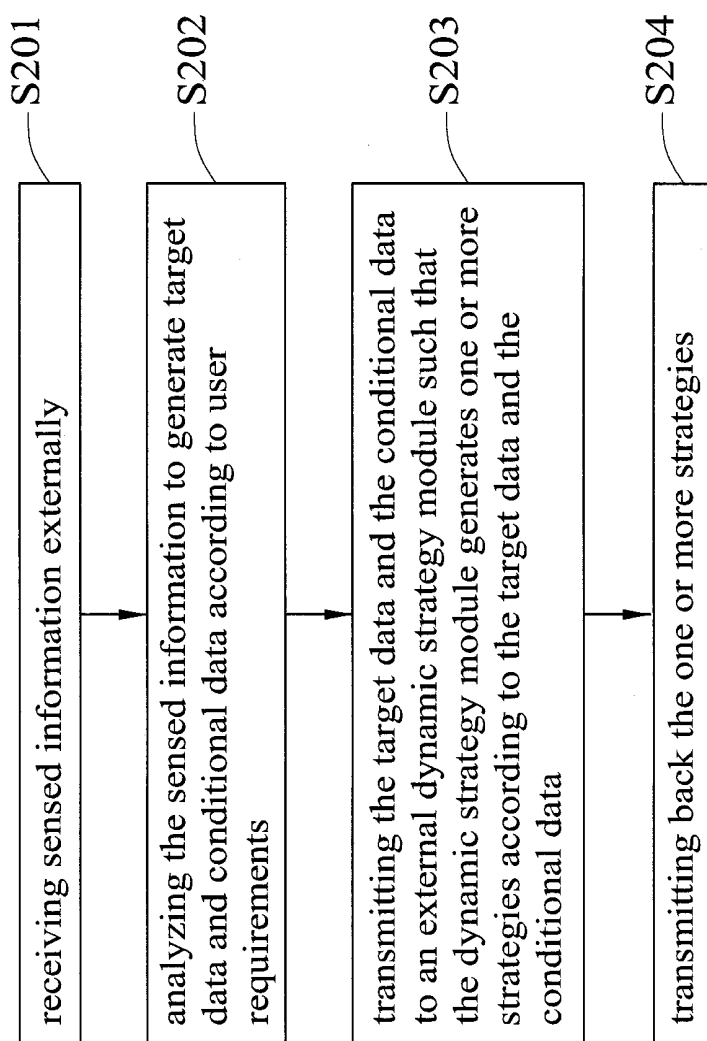 receiving sensed information externally
S201
analyzing the sensed information to generate target
data and conditional data according to user
requirements
S202
transmitting the target data and the conditional data
to an external dynamic strategy module such that
the dynamic strategy module generates one or more
strategies according to the target data and the
conditional data
S203
transmitting back the one or more strategies
S204